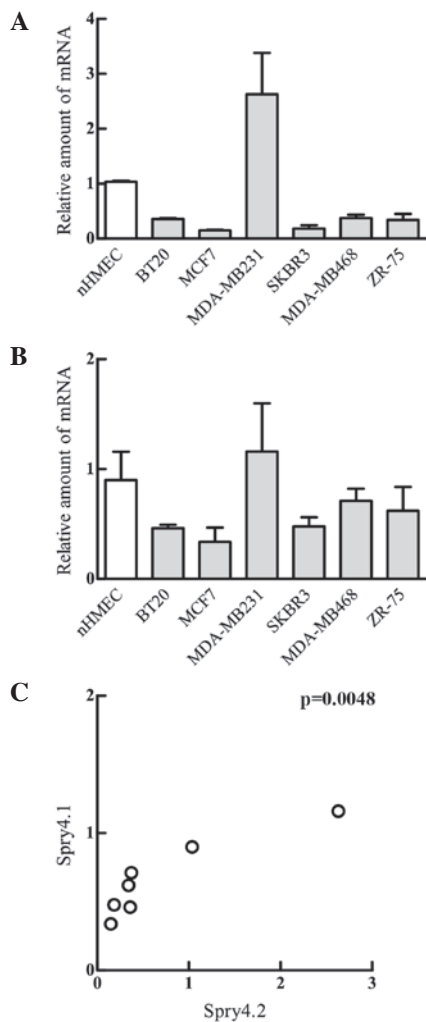 A
Relative amount of mRNA
4
3
2
1
0
nHMEC
BT20
MCF7
MDA-MB231
SKBR3
MDA-MB468
ZR-75
B
Relative amount of mRNA
2
1
0
nHMEC
BT20
MCF7
MDA-MB231
SKBR3
MDA-MB468
ZR-75
C
p=0.0048
Spry4.1
2
1
0
0 1 2 3
Spry4.2